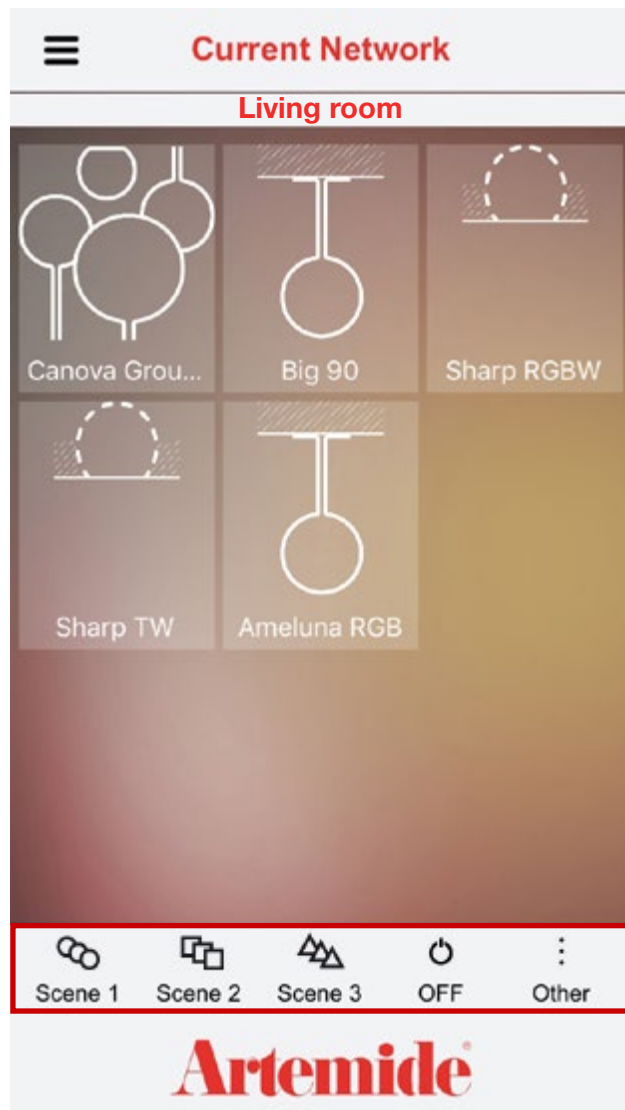 Current Network
Living room
Canova Grou... Big 90 Sharp RGBW
Sharp TW Ameluna RGB
Scene 1 Scene 2 Scene 3 OFF Other
Artemide®